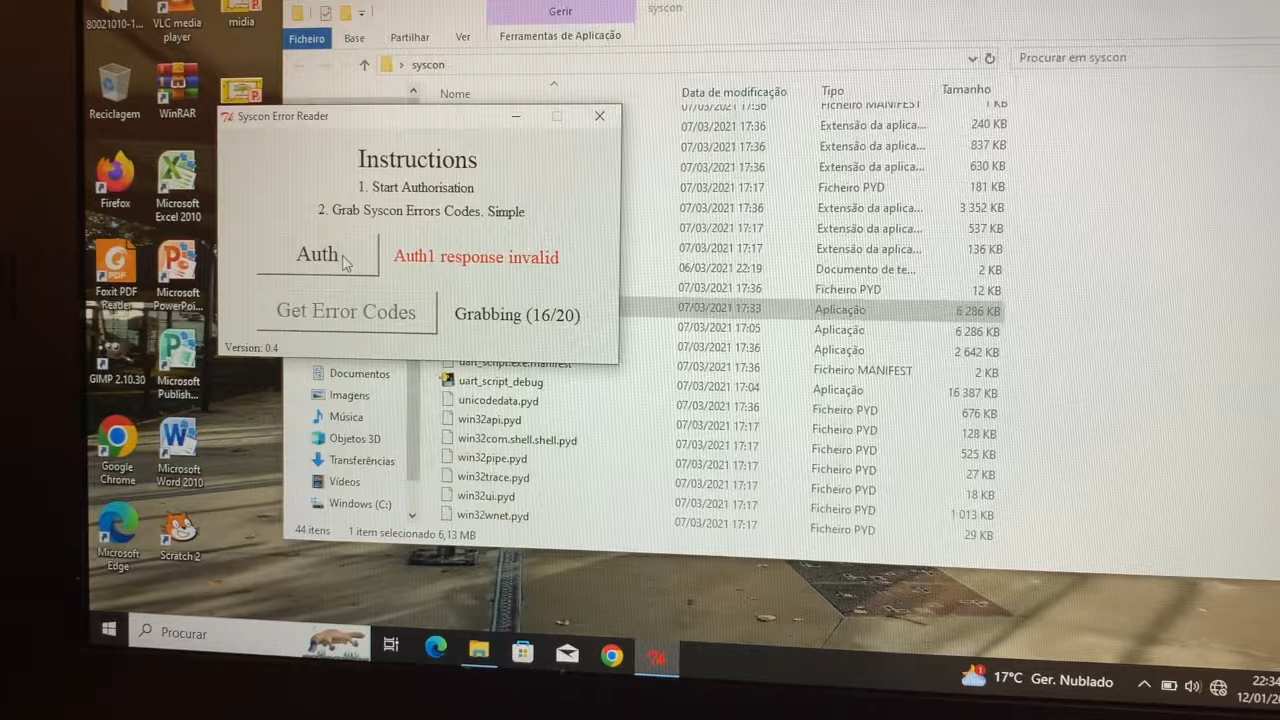 80021010-1...
VLC media
player
midia
Reciclagem
WinRAR
Firefox
Microsoft
Excel 2010
Foxit PDF
Reader
Microsoft
PowerPoi...
GIMP 2.10.30
Microsoft
Publish...
Google
Chrome
Microsoft
Word 2010
Microsoft
Edge
Scratch 2
Gerir
syscon
Ficheiro
Base
Partilhar
Ver
Ferramentas de Aplicação
syscon
Procurar em syscon
Nome
Data de modificação
Tipo
Tamanho
07/03/2021 17:36 Ficheiro MANIFEST 1 KB
07/03/2021 17:36 Extensão da aplica... 240 KB
07/03/2021 17:36 Extensão da aplica... 837 KB
07/03/2021 17:36 Extensão da aplica... 630 KB
07/03/2021 17:17 Ficheiro PYD 181 KB
07/03/2021 17:36 Extensão da aplica... 3 352 KB
07/03/2021 17:17 Extensão da aplica... 537 KB
07/03/2021 17:17 Extensão da aplica... 136 KB
06/03/2021 22:19 Documento de te... 2 KB
07/03/2021 17:36 Ficheiro PYD 12 KB
07/03/2021 17:33 Aplicação 6 286 KB
07/03/2021 17:05 Aplicação 6 286 KB
07/03/2021 17:36 Aplicação 2 642 KB
uart_script.exe.manifest 07/03/2021 17:36 Ficheiro MANIFEST 2 KB
uart_script_debug 07/03/2021 17:04 Aplicação 16 387 KB
unicodedata.pyd 07/03/2021 17:36 Ficheiro PYD 676 KB
win32api.pyd 07/03/2021 17:17 Ficheiro PYD 128 KB
win32com.shell.shell.pyd 07/03/2021 17:17 Ficheiro PYD 525 KB
win32pipe.pyd 07/03/2021 17:17 Ficheiro PYD 27 KB
win32trace.pyd 07/03/2021 17:17 Ficheiro PYD 18 KB
win32ui.pyd 07/03/2021 17:17 Ficheiro PYD 1 013 KB
win32wnet.pyd 07/03/2021 17:17 Ficheiro PYD 29 KB
Syscon Error Reader
Instructions
1. Start Authorisation
2. Grab Syscon Errors Codes. Simple
Auth
Auth1 response invalid
Get Error Codes
Grabbing (16/20)
Version: 0.4
Documentos
Imagens
Música
Objetos 3D
Transferências
Vídeos
Windows (C:)
44 itens
1 item selecionado 6,13 MB
Procurar
17°C Ger. Nublado
22:34
12/01/20